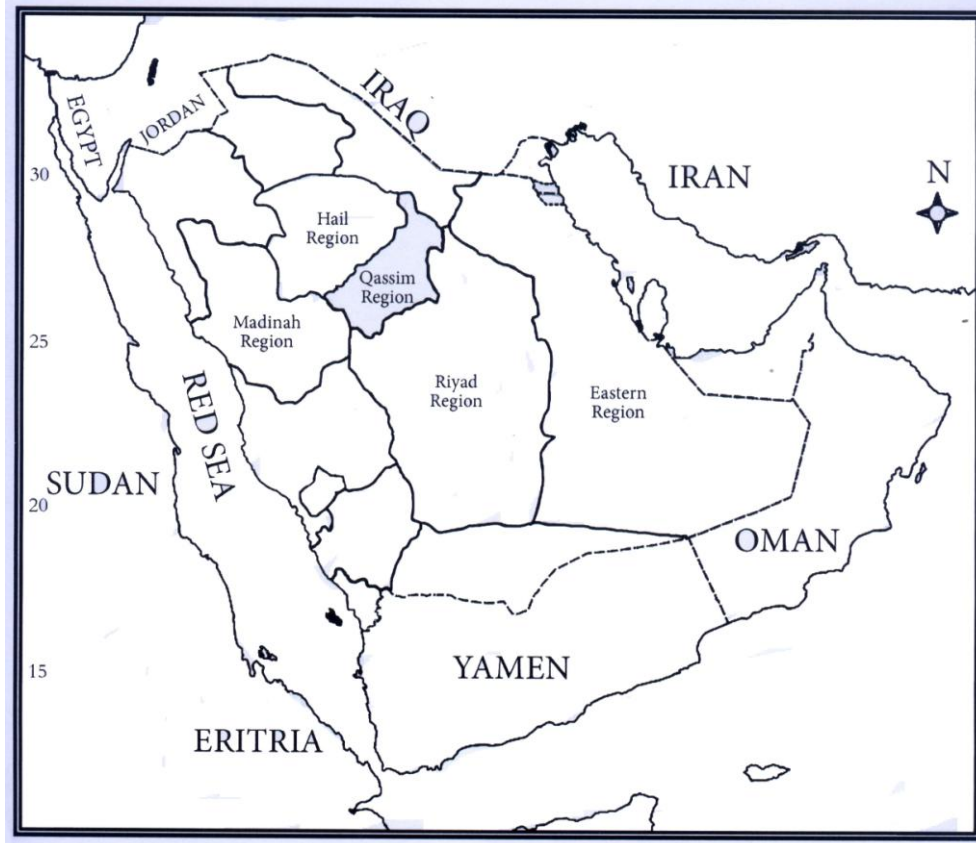 IRAQ
EGYPT
JORDAN
30
IRAN
N
Hail
Region
Qassim
Region
25
Madinah
Region
Riyad
Region
Eastern
Region
RED SEA
SUDAN
20
OMAN
15
YAMEN
ERITRIA